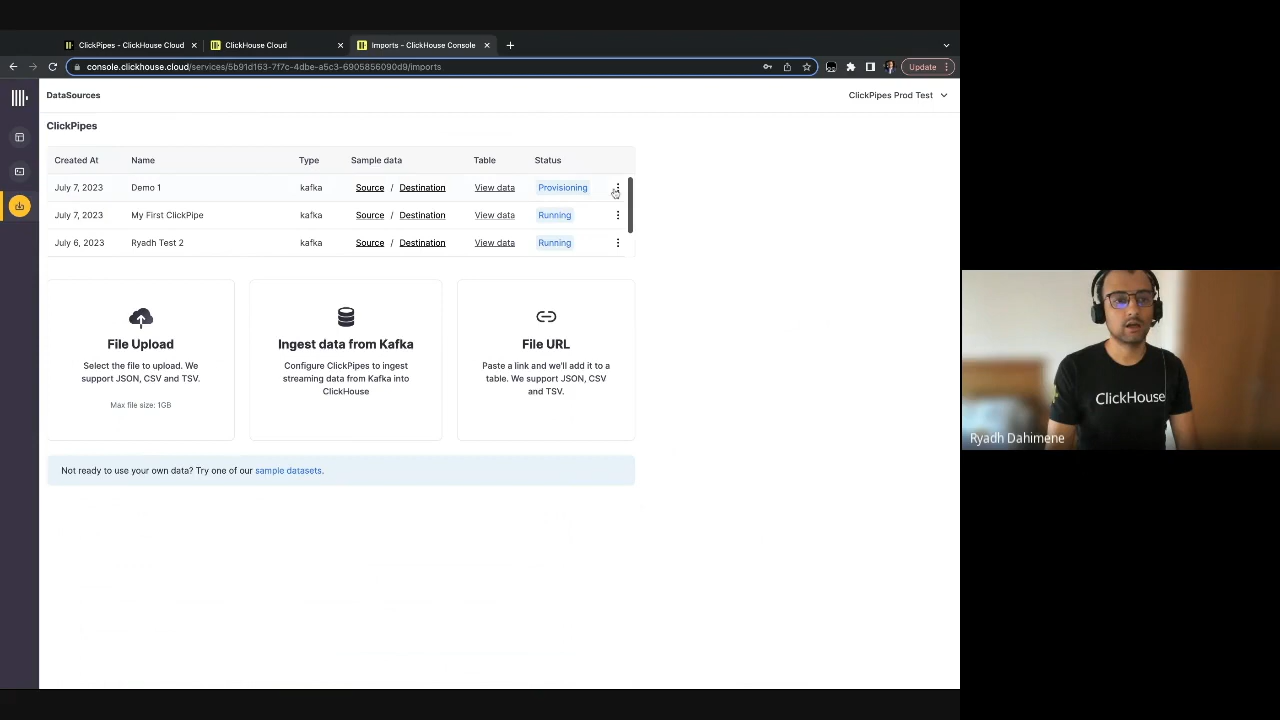 ClickPipes - ClickHouse Cloud
ClickHouse Cloud
Imports - ClickHouse Console
console.clickhouse.cloud/services/5b91d163-7f7c-4dbe-a5c3-6905856090d9/imports
Update
DataSources
ClickPipes Prod Test
ClickPipes
Created At Name Type Sample data Table Status
July 7, 2023 Demo 1 kafka Source / Destination View data Provisioning
July 7, 2023 My First ClickPipe kafka Source / Destination View data Running
July 6, 2023 Ryadh Test 2 kafka Source / Destination View data Running
File Upload
Select the file to upload. We
support JSON, CSV and TSV.
Max file size: 1GB
Ingest data from Kafka
Configure ClickPipes to ingest
streaming data from Kafka into
ClickHouse
File URL
Paste a link and we'll add it to a
table. We support JSON, CSV
and TSV.
Not ready to use your own data? Try one of our sample datasets.
ClickHouse
Ryadh Dahimene